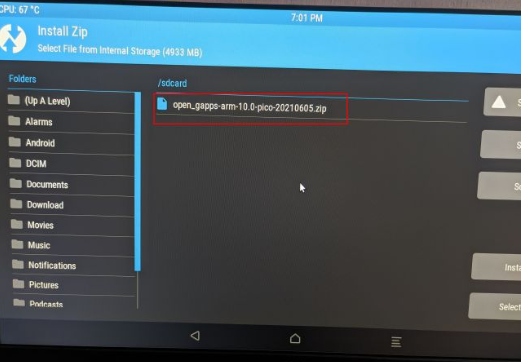 CPU: 67 °C
7:01 PM
Install Zip
Select File from Internal Storage (4933 MB)
Folders
/sdcard
(Up A Level)
open_gapps-arm-10.0-pico-20210605.zip
Alarms
Android
DCIM
Documents
Download
Movies
Music
Notifications
Pictures
Podcasts
Insta
Select